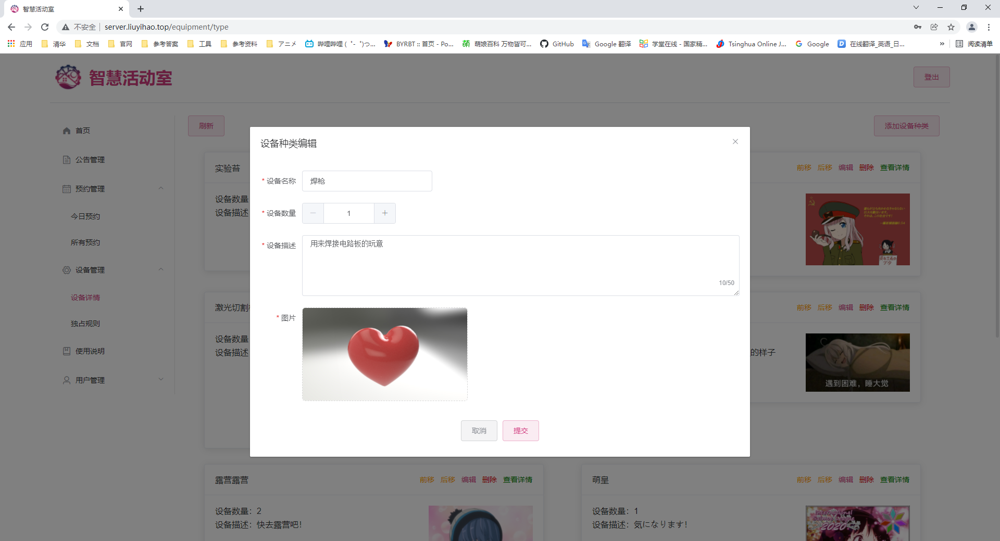 智慧活动室
不安全 server.liuyihao.top/equipment/type
应用 清华 文档 官网 参考答案 工具 参考资料 アニメ 哔哩哔哩 ( ゜- ゜)つ... BYRBT :: 首页 - Po... 萌娘百科 万物皆可... GitHub Google 翻译 学堂在线 - 国家精... Tsinghua Online J... Google 在线翻译_英语_日... » 阅读清单
智慧活动室
登出
首页
公告管理
预约管理
今日预约
所有预约
设备管理
设备详情
独占规则
使用说明
用户管理
刷新
添加设备种类
实验苔
设备数量
设备描述
前移 后移 编辑 删除 查看详情
激光切割
设备数量
设备描述
前移 后移 编辑 删除 查看详情
的样子
遇到困难，睡大觉
设备种类编辑
* 设备名称 焊枪
* 设备数量 1
* 设备描述 用来焊接电路板的玩意
10/50
* 图片
取消 提交
露营露营
前移 后移 编辑 删除 查看详情
设备数量：2
设备描述：快去露营吧！
萌皇
前移 后移 编辑 删除 查看详情
设备数量：1
设备描述：気になります！
International
Saimoe League
2020